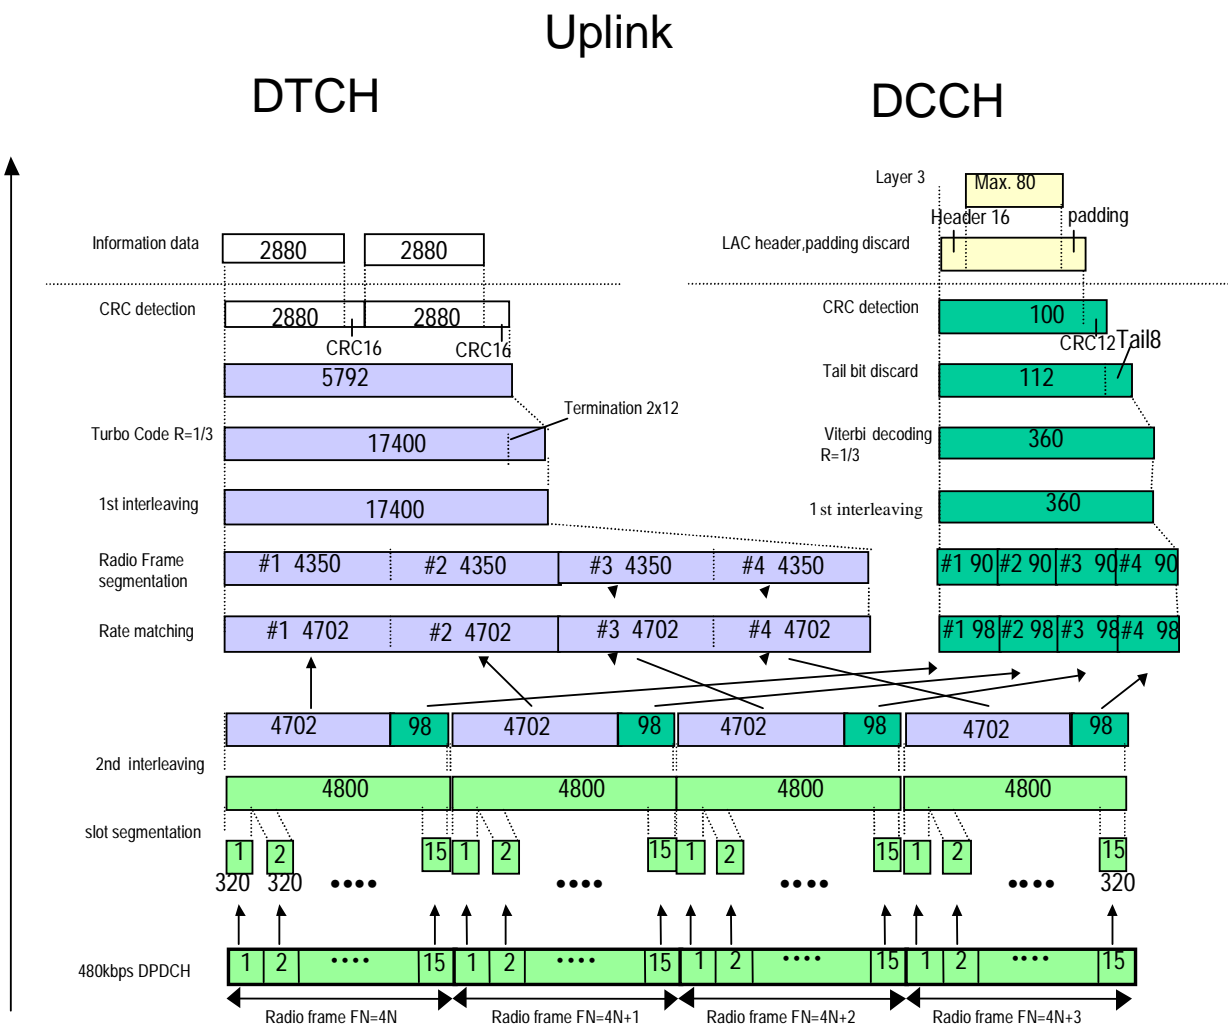 Uplink
DTCH
DCCH
Layer 3
Max. 80
Header 16
padding
Information data
2880
2880
LAC header,padding discard
CRC detection
2880
2880
CRC detection
100
CRC16
CRC16
CRC12
Tail8
5792
Tail bit discard
112
Termination 2x12
Turbo Code R=1/3
17400
Viterbi decoding
R=1/3
360
1st interleaving
17400
1st interleaving
360
Radio Frame
segmentation
#1 4350
#2 4350
#3 4350
#4 4350
#1 90
#2 90
#3 90
#4 90
Rate matching
#1 4702
#2 4702
#3 4702
#4 4702
#1 98
#2 98
#3 98
#4 98
4702
98
4702
98
4702
98
4702
98
2nd interleaving
4800
4800
4800
4800
slot segmentation
1
2
15
1
2
15
1
2
15
1
2
15
320
320
••••
••••
••••
••••
320
480kbps DPDCH
1
2
••••
15
1
2
••••
15
1
2
••••
15
1
2
••••
15
Radio frame FN=4N
Radio frame FN=4N+1
Radio frame FN=4N+2
Radio frame FN=4N+3